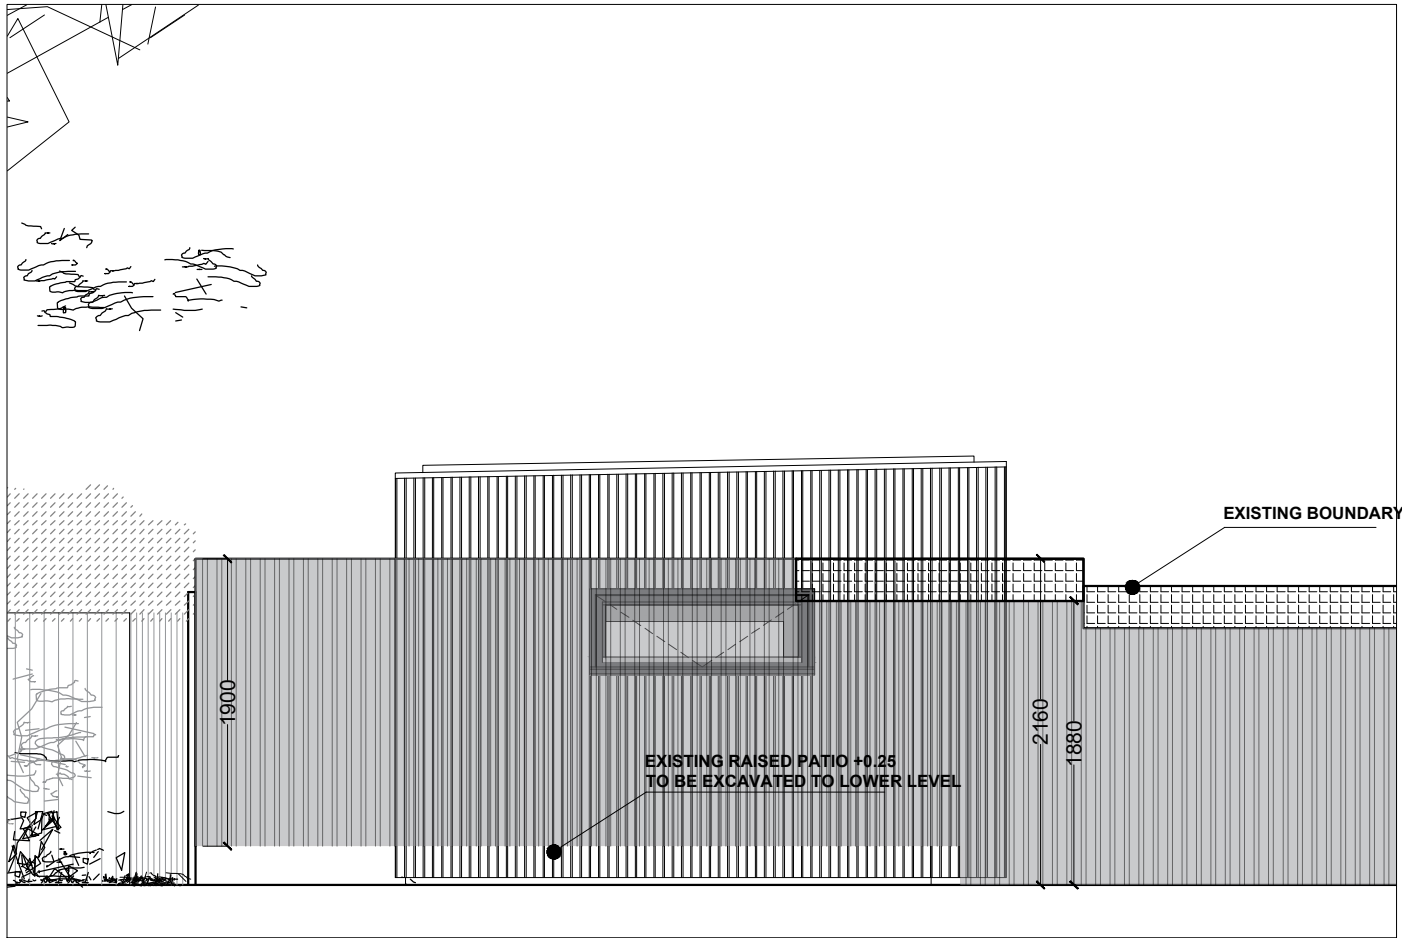 EXISTING BOUNDARY
1900
2160
1880
EXISTING RAISED PATIO +0.25
TO BE EXCAVATED TO LOWER LEVEL